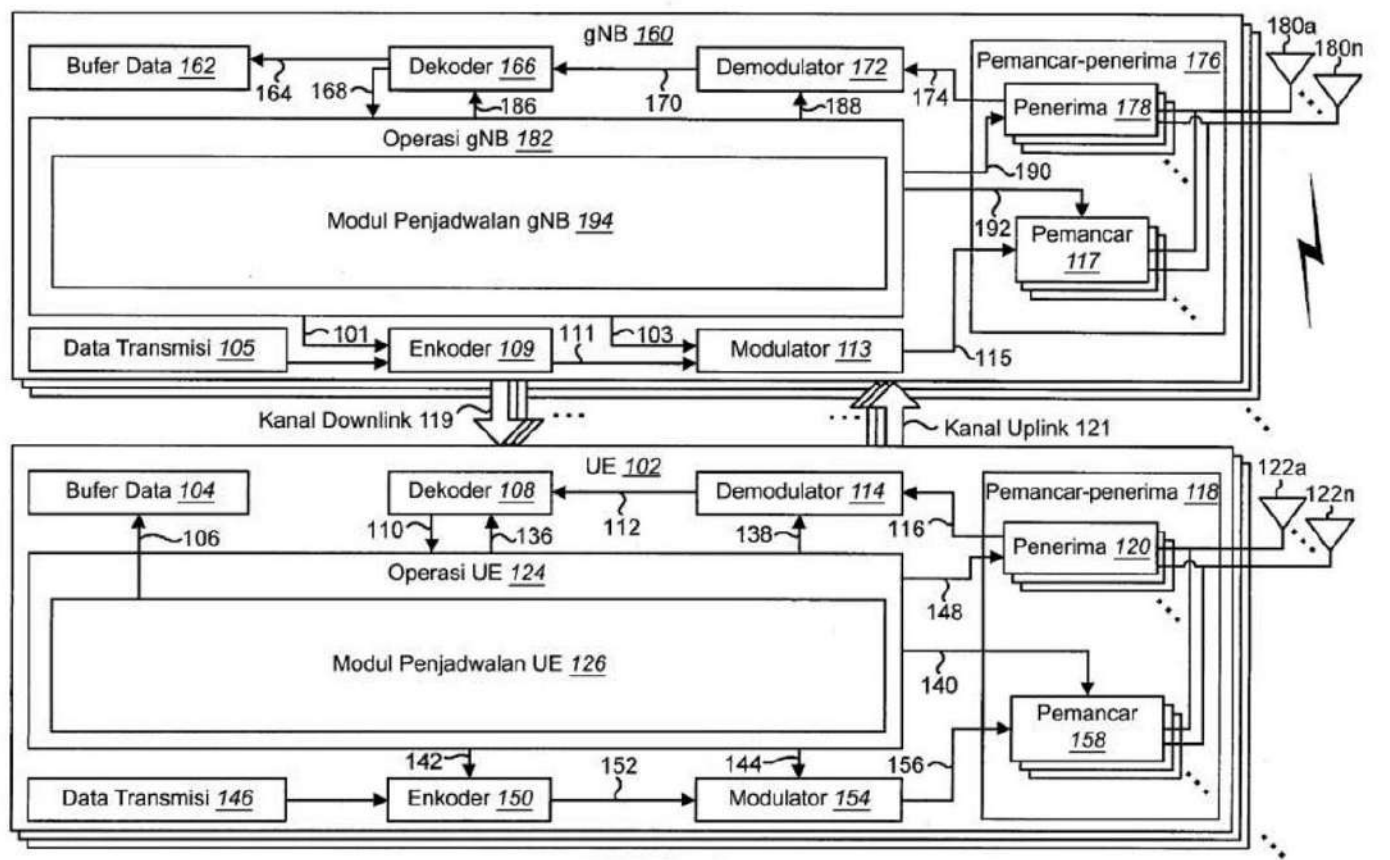 gNB 160
180a
180n
Bufer Data 162
Dekoder 166
Demodulator 172
Pemancar-penerima 176
164
168
186
170
188
174
Penerima 178
Operasi gNB 182
190
192
Modul Penjadwalan gNB 194
Pemancar
117
101
103
Data Transmisi 105
Enkoder 109
111
Modulator 113
115
Kanal Downlink 119
Kanal Uplink 121
UE 102
122a
122n
Bufer Data 104
Dekoder 108
Demodulator 114
Pemancar-penerima 118
106
110
136
112
138
116
Penerima 120
Operasi UE 124
148
Modul Penjadwalan UE 126
140
Pemancar
158
142
152
144
156
Data Transmisi 146
Enkoder 150
Modulator 154